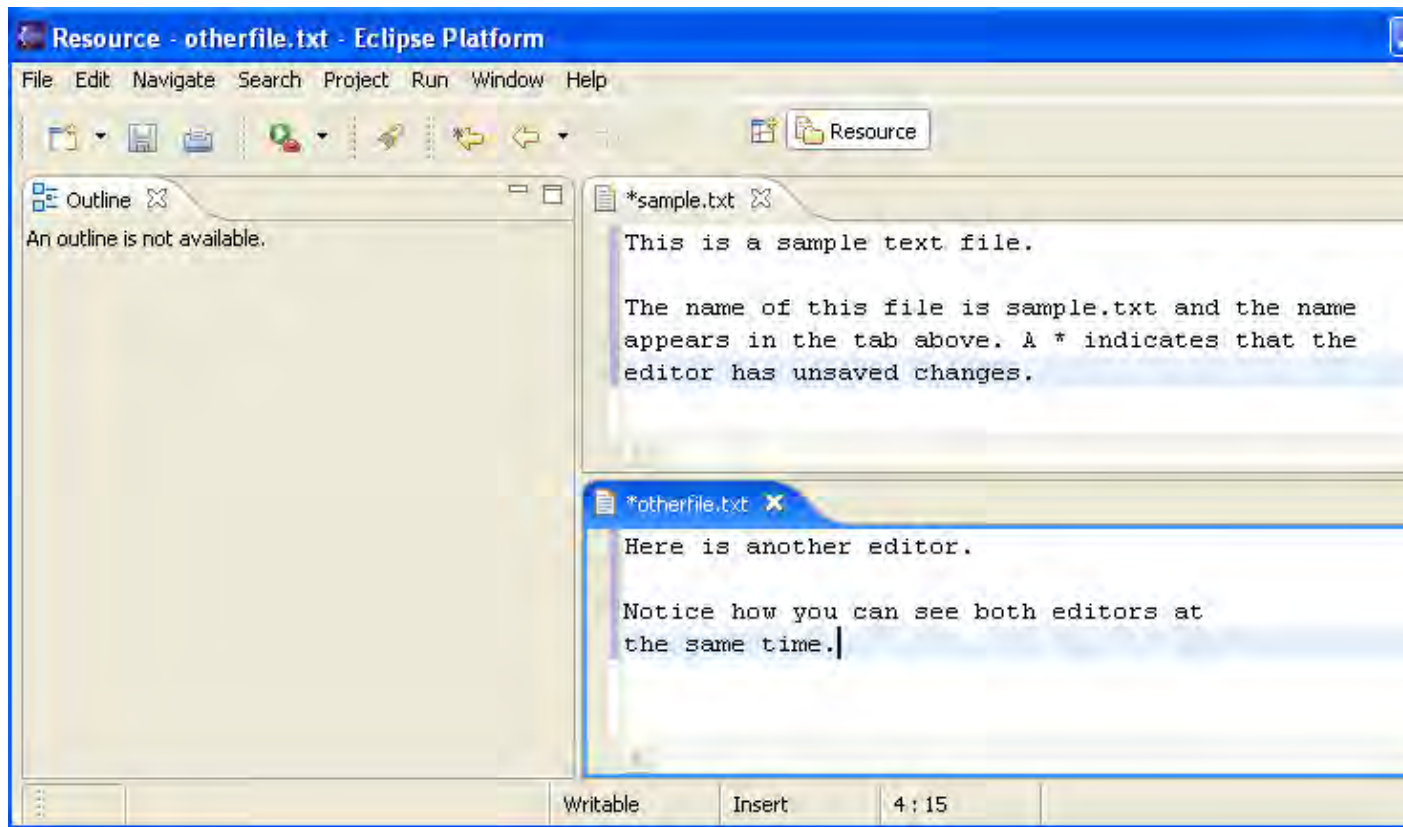 Resource - otherfile.txt - Eclipse Platform
File Edit Navigate Search Project Run Window Help
Resource
Outline
An outline is not available.
*sample.txt
This is a sample text file.
The name of this file is sample.txt and the name
appears in the tab above. A * indicates that the
editor has unsaved changes.
*otherfile.txt
Here is another editor.
Notice how you can see both editors at
the same time.
Writable Insert 4 : 15